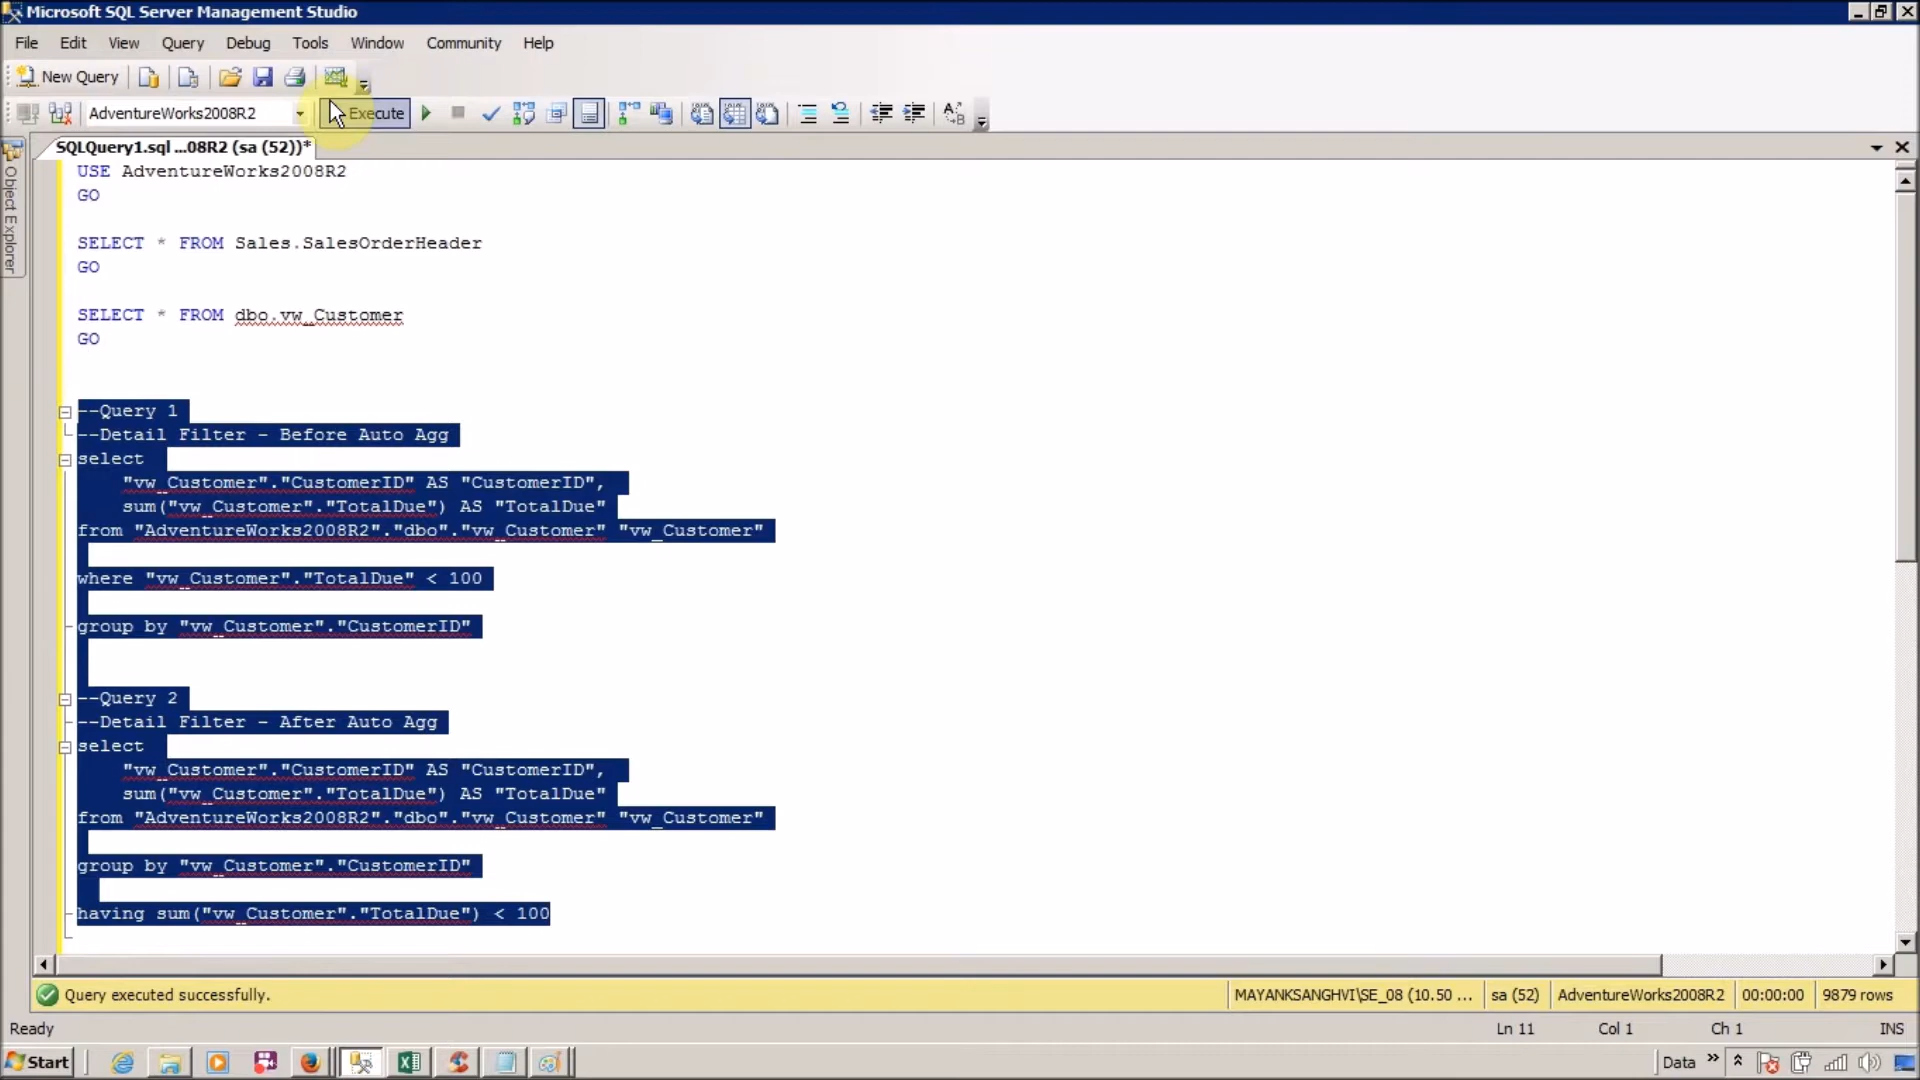 Microsoft SQL Server Management Studio
File Edit View Query Debug Tools Window Community Help
New Query
AdventureWorks2008R2 Execute
SQLQuery1.sql ...08R2 (sa (52))*
Object Explorer
USE AdventureWorks2008R2
GO
SELECT * FROM Sales.SalesOrderHeader
GO
SELECT * FROM dbo.vw_Customer
GO
--Query 1
--Detail Filter - Before Auto Agg
select
"vw_Customer"."CustomerID" AS "CustomerID",
sum("vw_Customer"."TotalDue") AS "TotalDue"
from "AdventureWorks2008R2"."dbo"."vw_Customer" "vw_Customer"
where "vw_Customer"."TotalDue" < 100
group by "vw_Customer"."CustomerID"
--Query 2
--Detail Filter - After Auto Agg
select
"vw_Customer"."CustomerID" AS "CustomerID",
sum("vw_Customer"."TotalDue") AS "TotalDue"
from "AdventureWorks2008R2"."dbo"."vw_Customer" "vw_Customer"
group by "vw_Customer"."CustomerID"
having sum("vw_Customer"."TotalDue") < 100
Query executed successfully. MAYANKSANGHVI\SE_08 (10.50 ... sa (52) AdventureWorks2008R2 00:00:00 9879 rows
Ready Ln 11 Col 1 Ch 1 INS
Start Data »